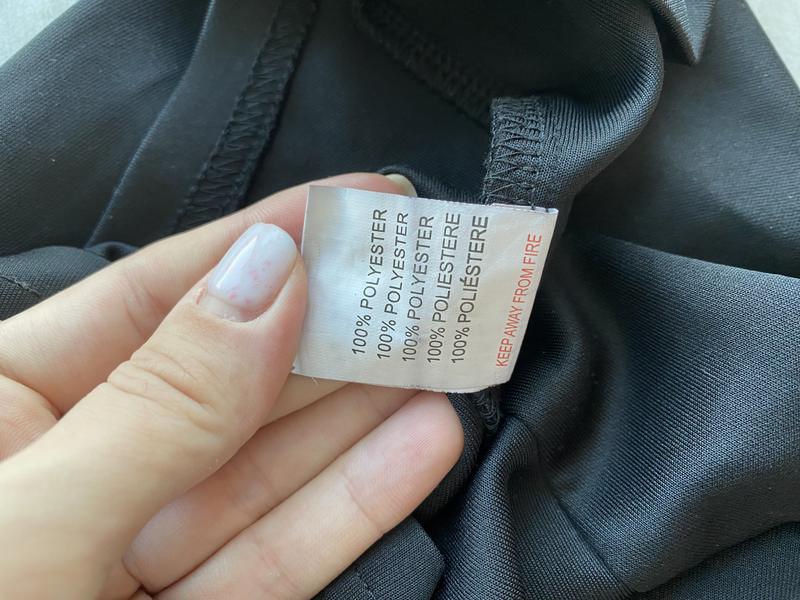 100% POLYESTER
100% POLYESTER
100% POLYESTER
100% POLIESTERE
100% POLIÉSTERE
KEEP AWAY FROM FIRE